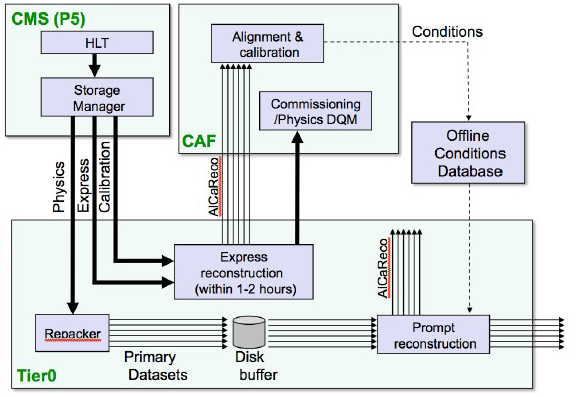 CMS (P5)
HLT
Storage
Manager
Alignment &
calibration
Conditions
Commissioning
/Physics DQM
CAF
Offline
Conditions
Database
Physics
Express
Calibration
AlCaReco
Express
reconstruction
(within 1-2 hours)
AlCaReco
Repacker
Primary
Datasets
Disk
buffer
Prompt
reconstruction
Tier0